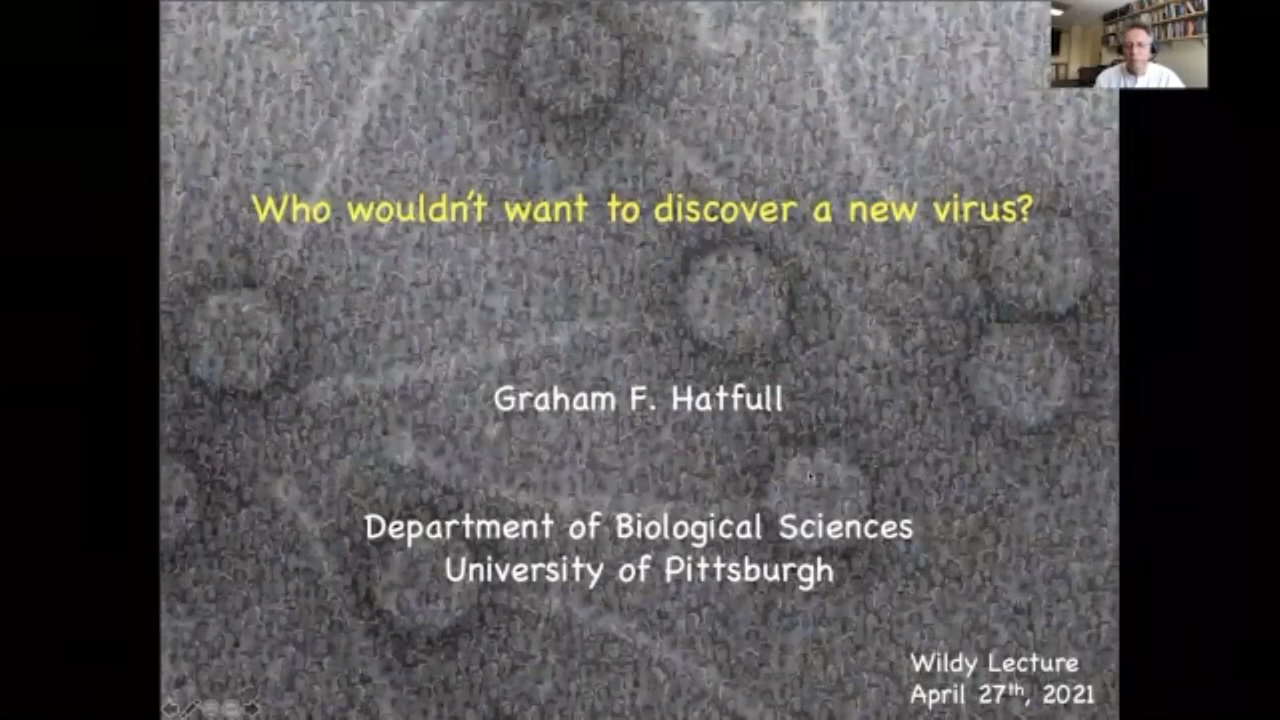 Who wouldn't want to discover a new virus?
Graham F. Hatfull
Department of Biological Sciences
University of Pittsburgh
Wildy Lecture
April 27th, 2021